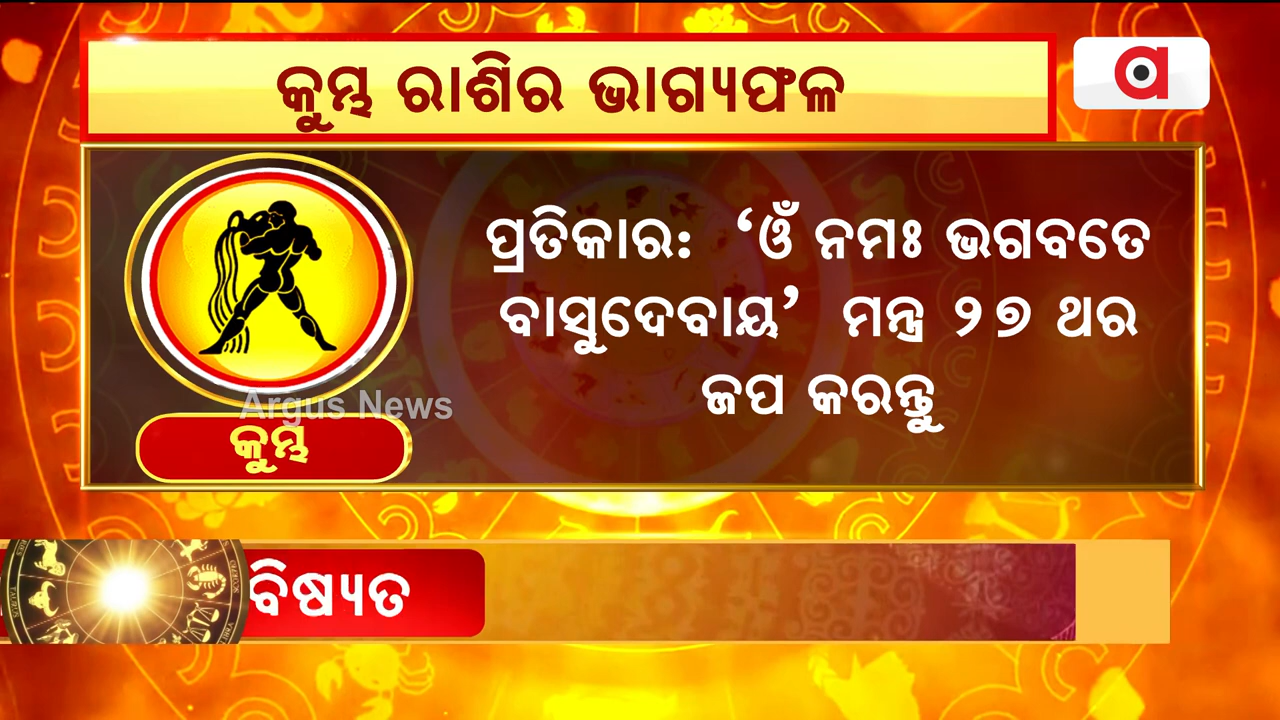 କୁମ୍ଭ ରାଶିର ଭାଗ୍ୟଫଳ
a
ପ୍ରତିକାର: ‘ଓଁ ନମଃ ଭଗବତେ
ବାସୁଦେବାୟ’ ମନ୍ତ୍ର ୨୭ ଥର
ଜପ କରନ୍ତୁ
Argus News
କୁମ୍ଭ
ବିଷ୍ୟତ